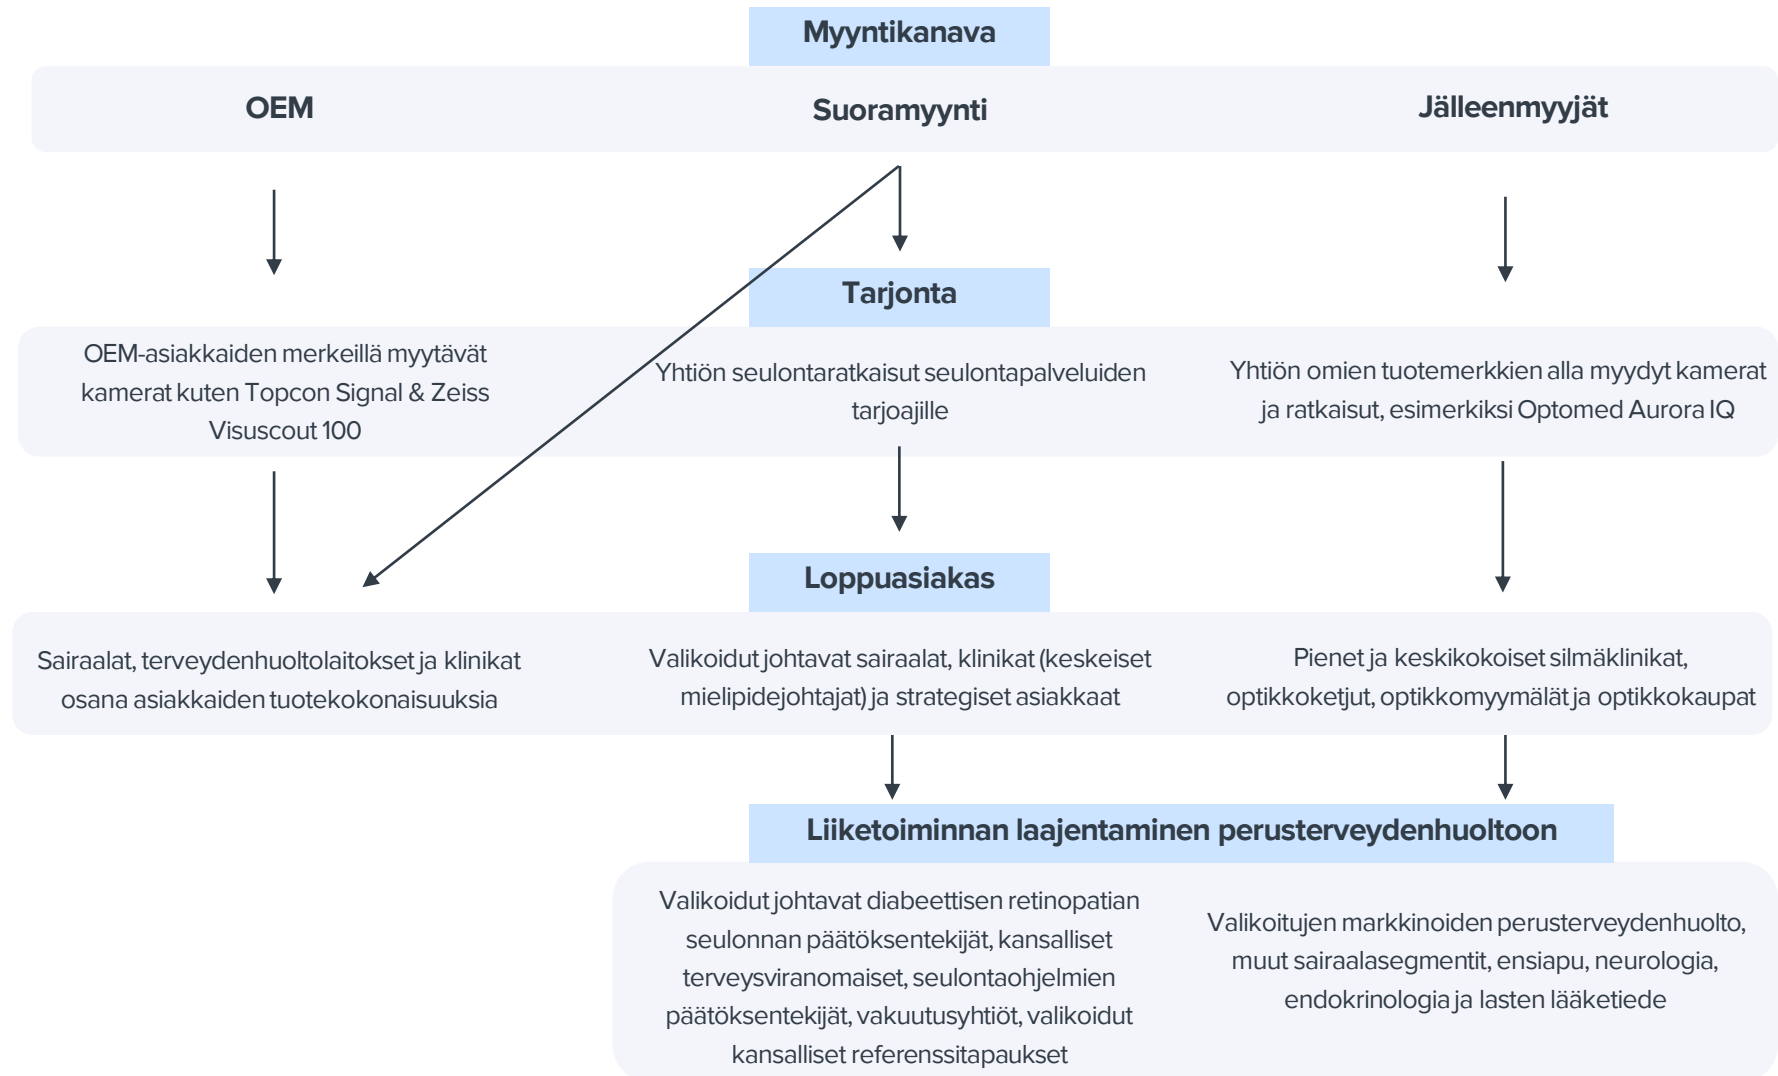 Myyntikanava
OEM
Suoramyynti
Jälleenmyyjät
Tarjonta
OEM-asiakkaiden merkeillä myytävät
kamerat kuten Topcon Signal & Zeiss
Visuscout 100
Yhtiön seulontaratkaisut seulontapalveluiden
tarjoajille
Yhtiön omien tuotemerkkien alla myydyt kamerat
ja ratkaisut, esimerkiksi Optomed Aurora IQ
Loppuasiakas
Sairaalat, terveydenhuoltolaitokset ja klinikat
osana asiakkaiden tuotekokonaisuuksia
Valikoidut johtavat sairaalat, klinikat (keskeiset
mielipidejohtajat) ja strategiset asiakkaat
Pienet ja keskikokoiset silmäklinikat,
optikkoketjut, optikkomyymälät ja optikkokaupat
Liiketoiminnan laajentaminen perusterveydenhuoltoon
Valikoidut johtavat diabeettisen retinopatian
seulonnan päätöksentekijät, kansalliset
terveysviranomaiset, seulontaohjelmien
päätöksentekijät, vakuutusyhtiöt, valikoidut
kansalliset referenssitapaukset
Valikoitujen markkinoiden perusterveydenhuolto,
muut sairaalasegmentit, ensiapu, neurologia,
endokrinologia ja lasten lääketiede